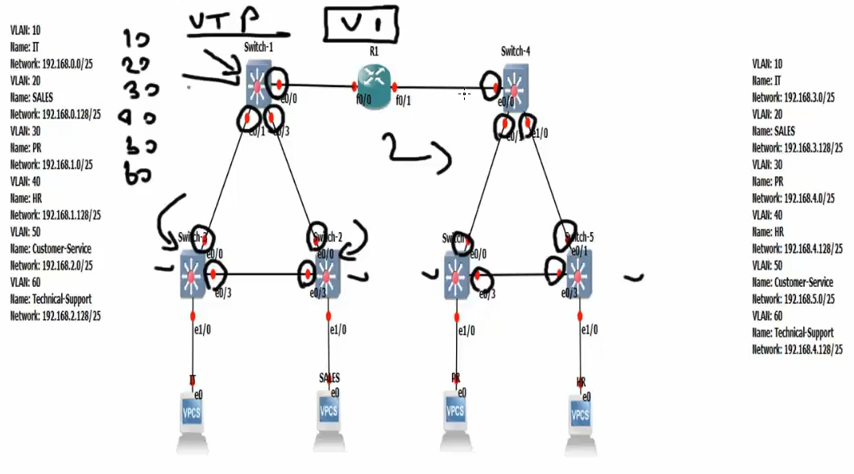 VTP
V1
VLAN: 10
Name: IT
Network: 192.168.0.0/25
VLAN: 20
Name: SALES
Network: 192.168.0.128/25
VLAN: 30
Name: PR
Network: 192.168.1.0/25
VLAN: 40
Name: HR
Network: 192.168.1.128/25
VLAN: 50
Name: Customer-Service
Network: 192.168.2.0/25
VLAN: 60
Name: Technical-Support
Network: 192.168.2.128/25
10
20
30
40
50
60
Switch-1
R1
Switch-4
e0/0
f0/0
f0/1
e0/0
e0/1
e0/3
e1/0
2
Switch-3
Switch-2
Switch-5
e0/0
e0/0
e0/0
e0/1
e0/3
e0/3
e0/3
e0/3
e1/0
e1/0
e1/0
e1/0
IT
SALES
PR
HR
e0
e0
e0
e0
VPCS
VPCS
VPCS
VPCS
VLAN: 10
Name: IT
Network: 192.168.3.0/25
VLAN: 20
Name: SALES
Network: 192.168.3.128/25
VLAN: 30
Name: PR
Network: 192.168.4.0/25
VLAN: 40
Name: HR
Network: 192.168.4.128/25
VLAN: 50
Name: Customer-Service
Network: 192.168.5.0/25
VLAN: 60
Name: Technical-Support
Network: 192.168.4.128/25